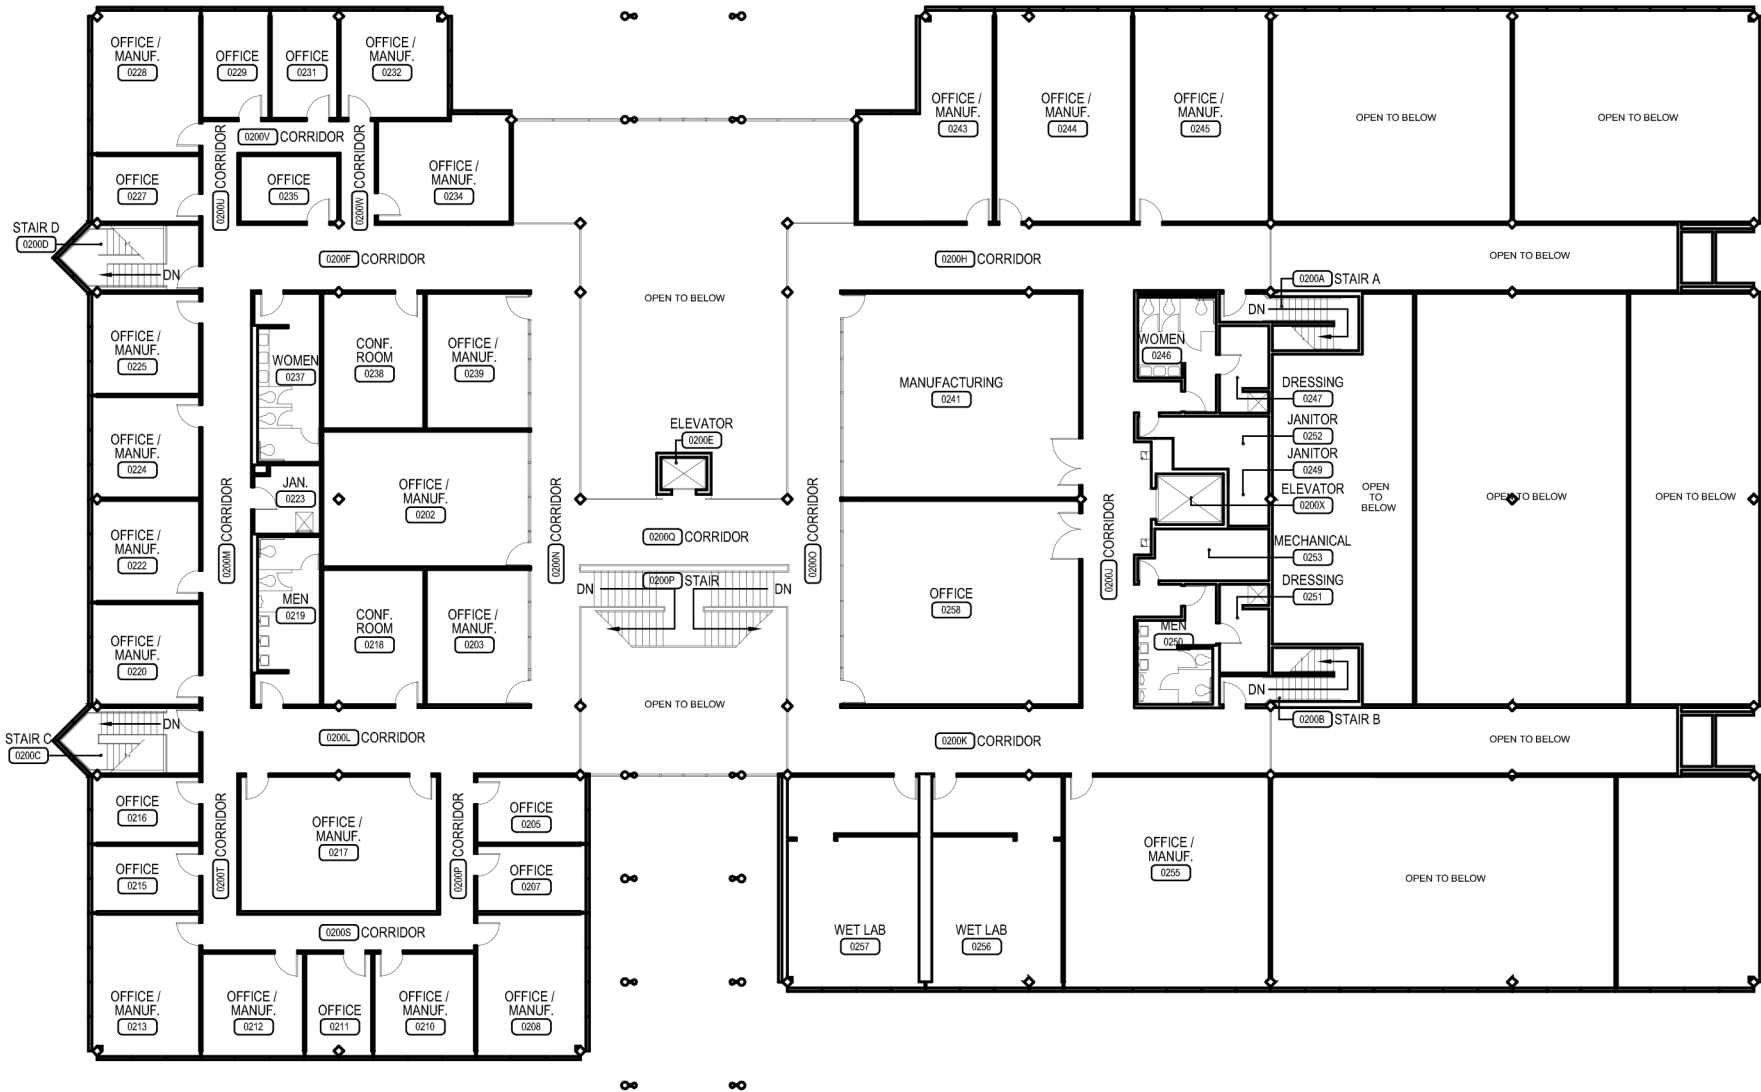 OFFICE /
MANUF.
0228
OFFICE
0229
OFFICE
0231
OFFICE /
MANUF.
0232
0200V CORRIDOR
CORRIDOR
0200U
CORRIDOR
0200W
OFFICE
0227
OFFICE
0235
OFFICE /
MANUF.
0234
OFFICE /
MANUF.
0243
OFFICE /
MANUF.
0244
OFFICE /
MANUF.
0245
OPEN TO BELOW
OPEN TO BELOW
STAIR D
0200D
DN
0200F CORRIDOR
OPEN TO BELOW
0200H CORRIDOR
OPEN TO BELOW
0200A STAIR A
DN
OFFICE /
MANUF.
0225
WOMEN
0237
CONF.
ROOM
0238
OFFICE /
MANUF.
0239
MANUFACTURING
0241
WOMEN
0246
DRESSING
0247
JANITOR
0252
JANITOR
0249
ELEVATOR
0200X
MECHANICAL
0253
DRESSING
0251
OPEN
TO
BELOW
OPEN TO BELOW
OPEN TO BELOW
ELEVATOR
0200E
OFFICE /
MANUF.
0224
JAN.
0223
OFFICE /
MANUF.
0202
CORRIDOR
0200M
CORRIDOR
0200N
0200Q CORRIDOR
CORRIDOR
0200O
CORRIDOR
0200J
OFFICE /
MANUF.
0222
MEN
0219
CONF.
ROOM
0218
OFFICE /
MANUF.
0203
DN
0200P STAIR
DN
OFFICE
0258
MEN
0250
OFFICE /
MANUF.
0220
DN
0200B STAIR B
STAIR C
0200C
DN
0200L CORRIDOR
OPEN TO BELOW
0200K CORRIDOR
OPEN TO BELOW
OFFICE
0216
OFFICE /
MANUF.
0217
OFFICE
0205
CORRIDOR
0200T
CORRIDOR
0200P
OFFICE
0215
OFFICE
0207
OFFICE /
MANUF.
0255
OPEN TO BELOW
0200S CORRIDOR
WET LAB
0257
WET LAB
0256
OFFICE /
MANUF.
0213
OFFICE /
MANUF.
0212
OFFICE
0211
OFFICE /
MANUF.
0210
OFFICE /
MANUF.
0208